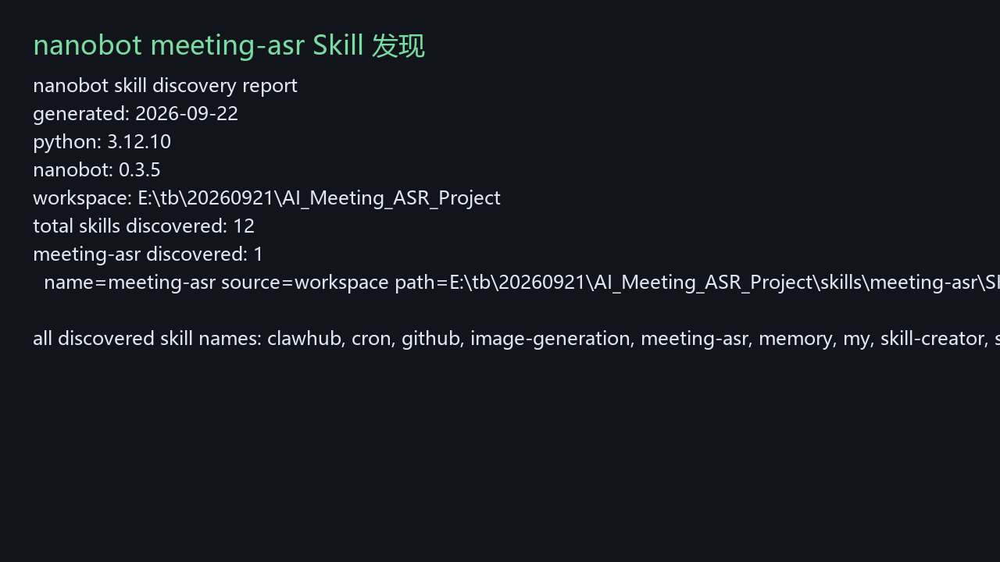 nanobot meeting-asr Skill 发现
nanobot skill discovery report
generated: 2026-09-22
python: 3.12.10
nanobot: 0.3.5
workspace: E:\tb\20260921\AI_Meeting_ASR_Project
total skills discovered: 12
meeting-asr discovered: 1
name=meeting-asr source=workspace path=E:\tb\20260921\AI_Meeting_ASR_Project\skills\meeting-asr\
all discovered skill names: clawhub, cron, github, image-generation, meeting-asr, memory, my, skill-creator,